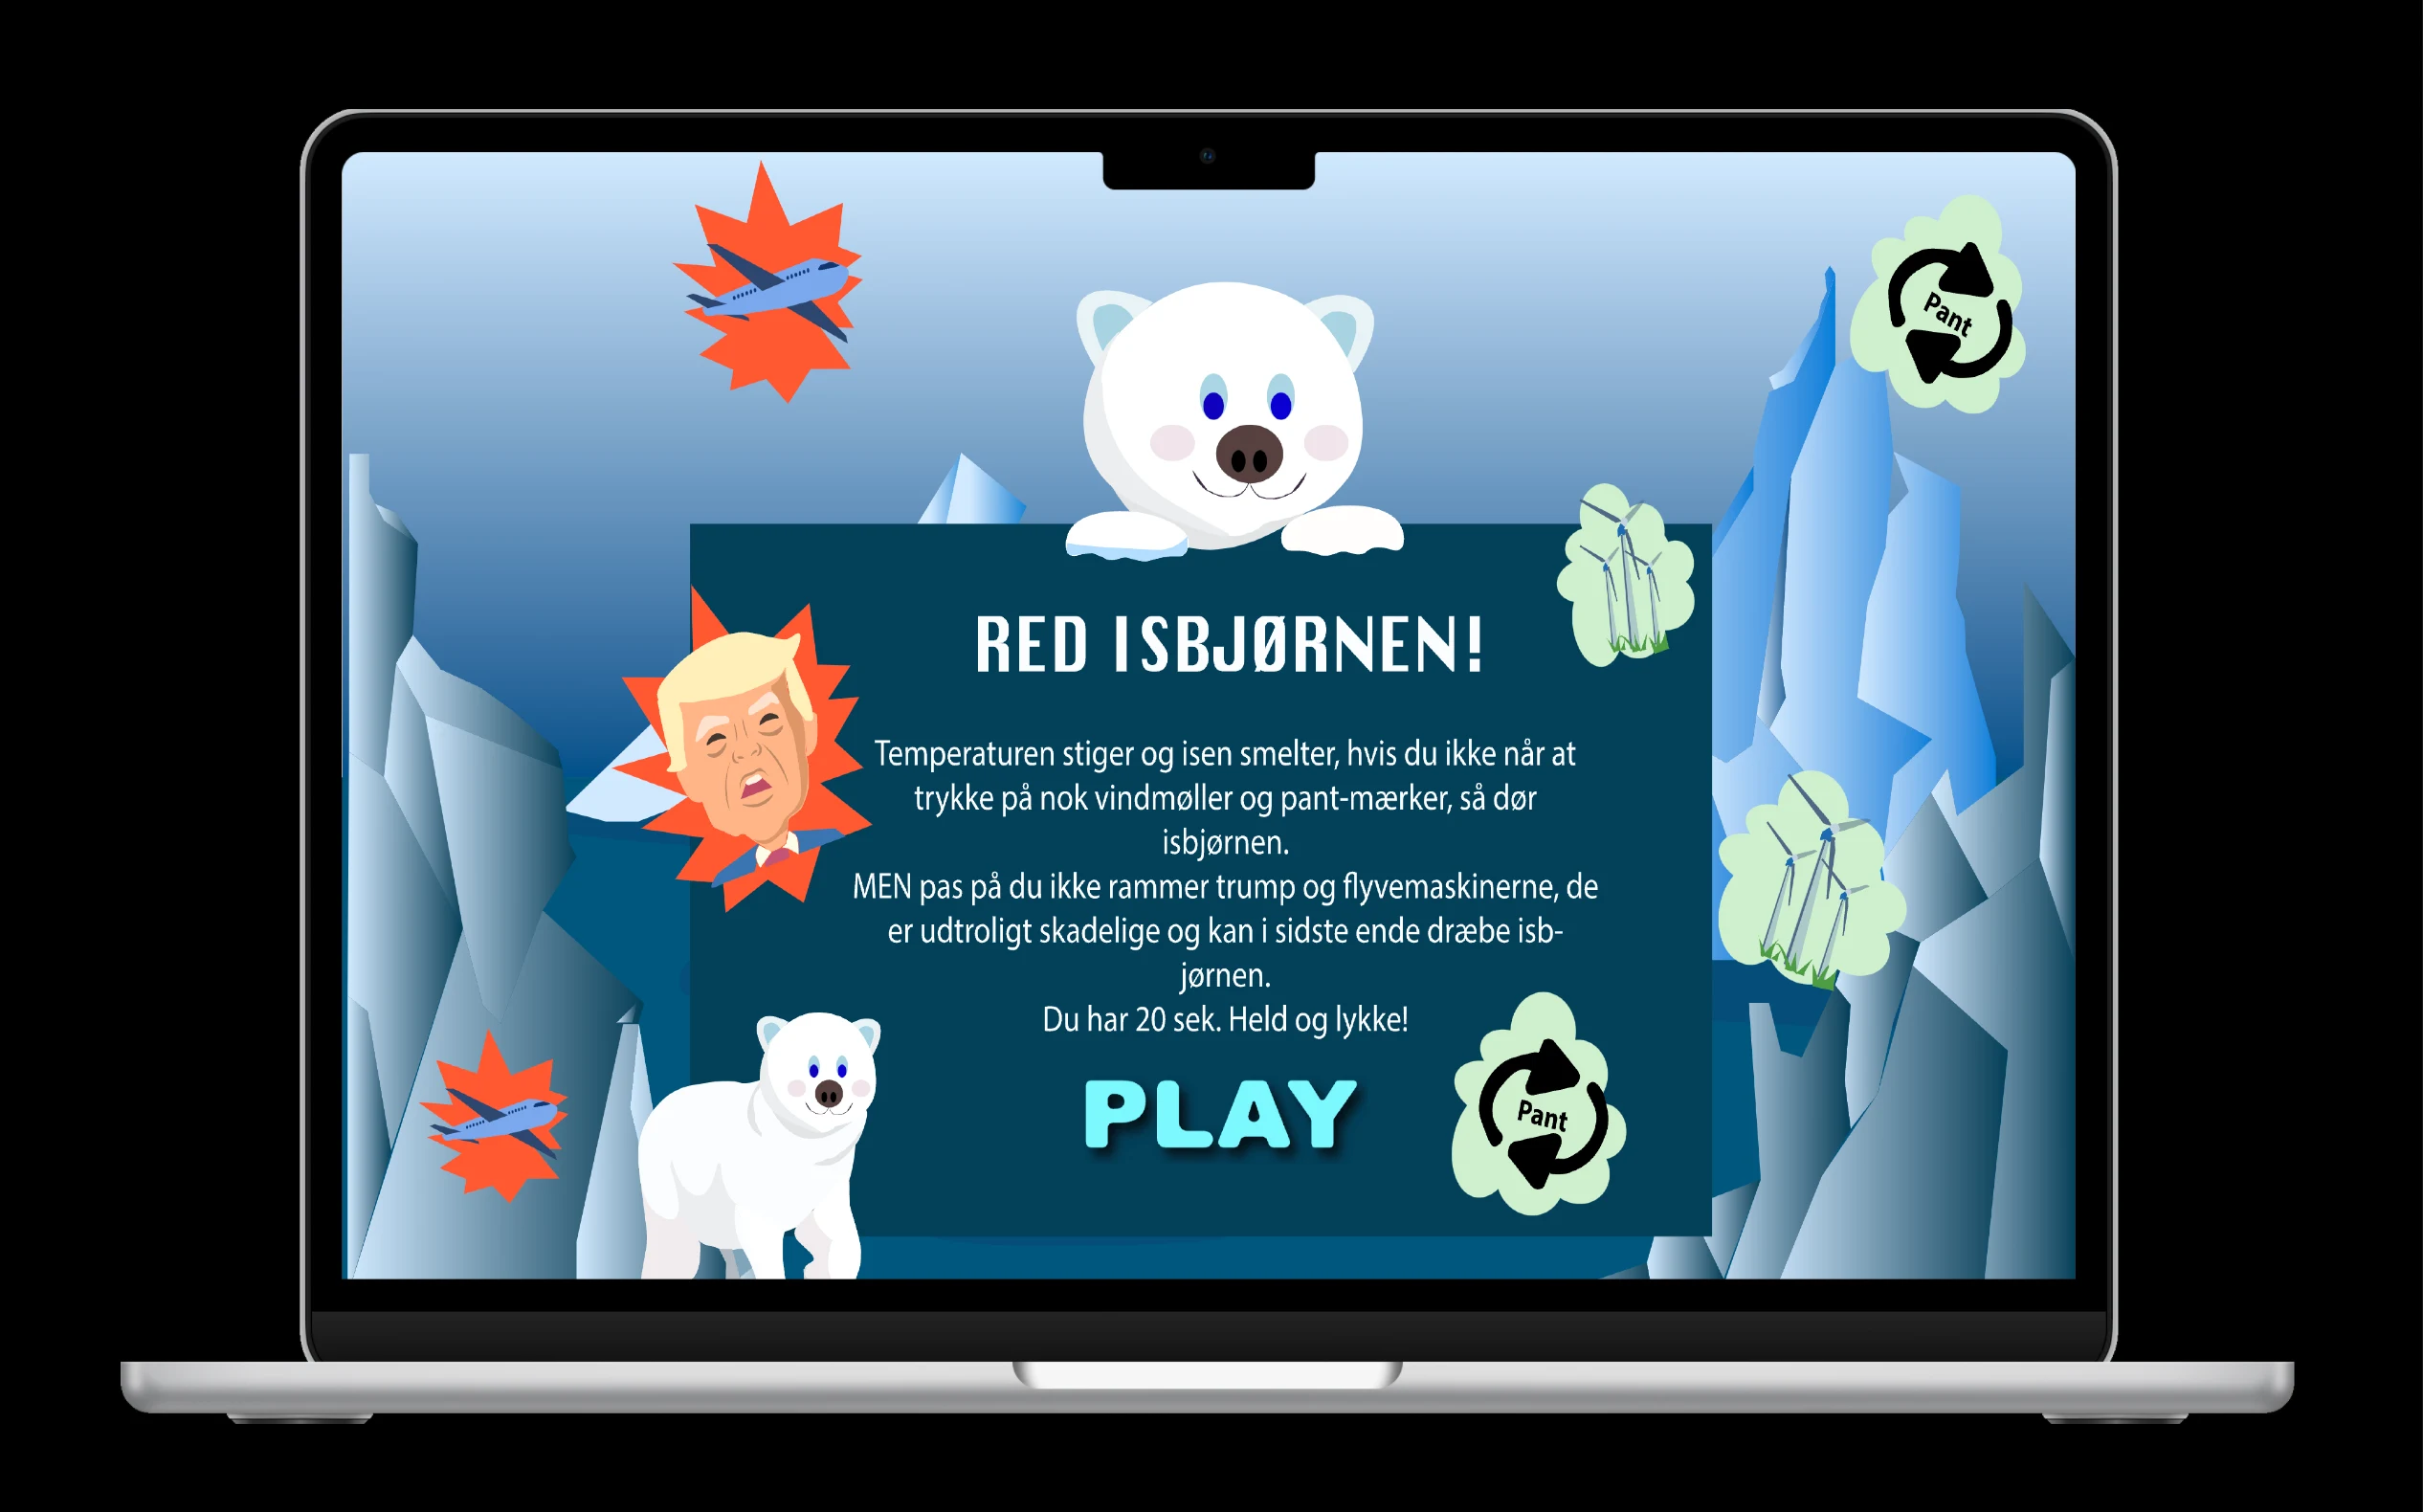 Pant
RED ISBJØRNEN!
Temperaturen stiger og isen smelter, hvis du ikke når at
trykke på nok vindmøller og pant-mærker, så dør
isbjørnen.
MEN pas på du ikke rammer trump og flyvemaskinerne, de
er udtroligt skadelige og kan i sidste ende dræbe isb-
jørnen.
Du har 20 sek. Held og lykke!
PLAY
Pant